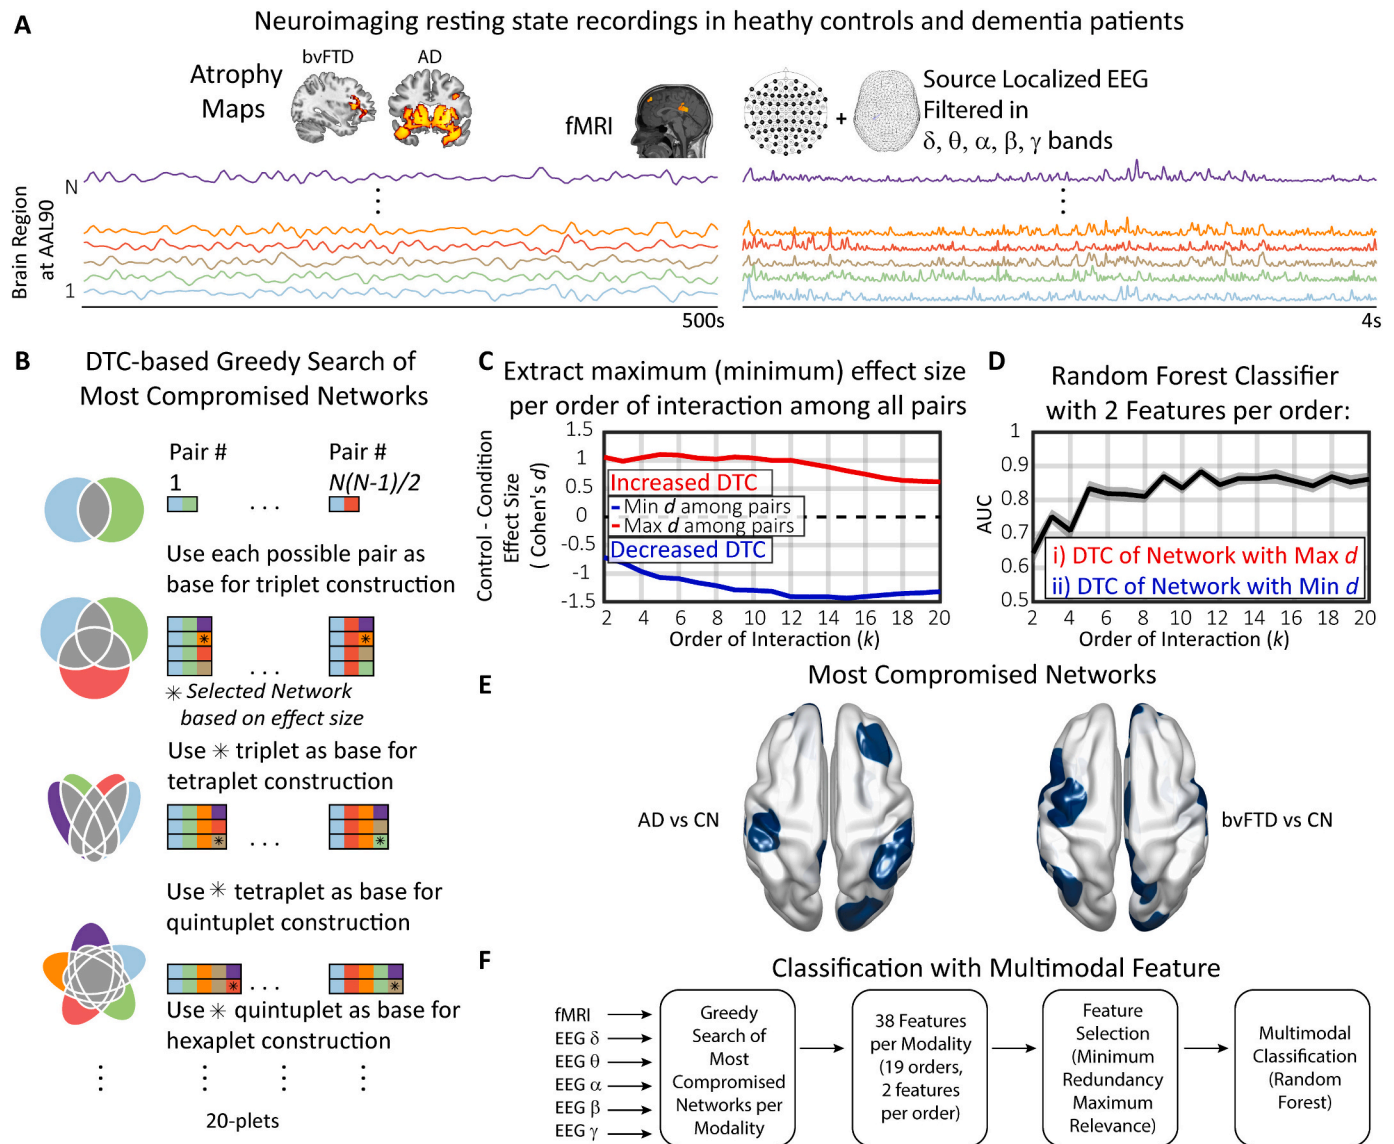 A
Neuroimaging resting state recordings in heathy controls and dementia patients
Atrophy
Maps
bvFTD
AD
fMRI
+
Source Localized EEG
Filtered in
δ, θ, α, β, γ bands
Brain Region
at AAL90
N
1
500s
4s
B
DTC-based Greedy Search of
Most Compromised Networks
Pair #
1
. . .
Pair #
N(N-1)/2
Use each possible pair as
base for triplet construction
* . . . *
* Selected Network
based on effect size
Use * triplet as base for
tetraplet construction
* . . . *
Use * tetraplet as base for
quintuplet construction
* . . . *
Use * quintuplet as base for
hexaplet construction
20-plets
C
Extract maximum (minimum) effect size
per order of interaction among all pairs
Control - Condition
Effect Size
( Cohen's d )
1.5
1
0.5
0
-0.5
-1
-1.5
Increased DTC
Min d among pairs
Max d among pairs
Decreased DTC
2 4 6 8 10 12 14 16 18 20
Order of Interaction (k)
D
Random Forest Classifier
with 2 Features per order:
AUC
1
0.9
0.8
0.7
0.6
0.5
i) DTC of Network with Max d
ii) DTC of Network with Min d
2 4 6 8 10 12 14 16 18 20
Order of Interaction (k)
E
Most Compromised Networks
AD vs CN
bvFTD vs CN
F
Classification with Multimodal Feature
fMRI
EEG δ
EEG θ
EEG α
EEG β
EEG γ
Greedy
Search of
Most
Compromised
Networks per
Modality
38 Features
per Modality
(19 orders,
2 features
per order)
Feature
Selection
(Minimum
Redundancy
Maximum
Relevance)
Multimodal
Classification
(Random
Forest)